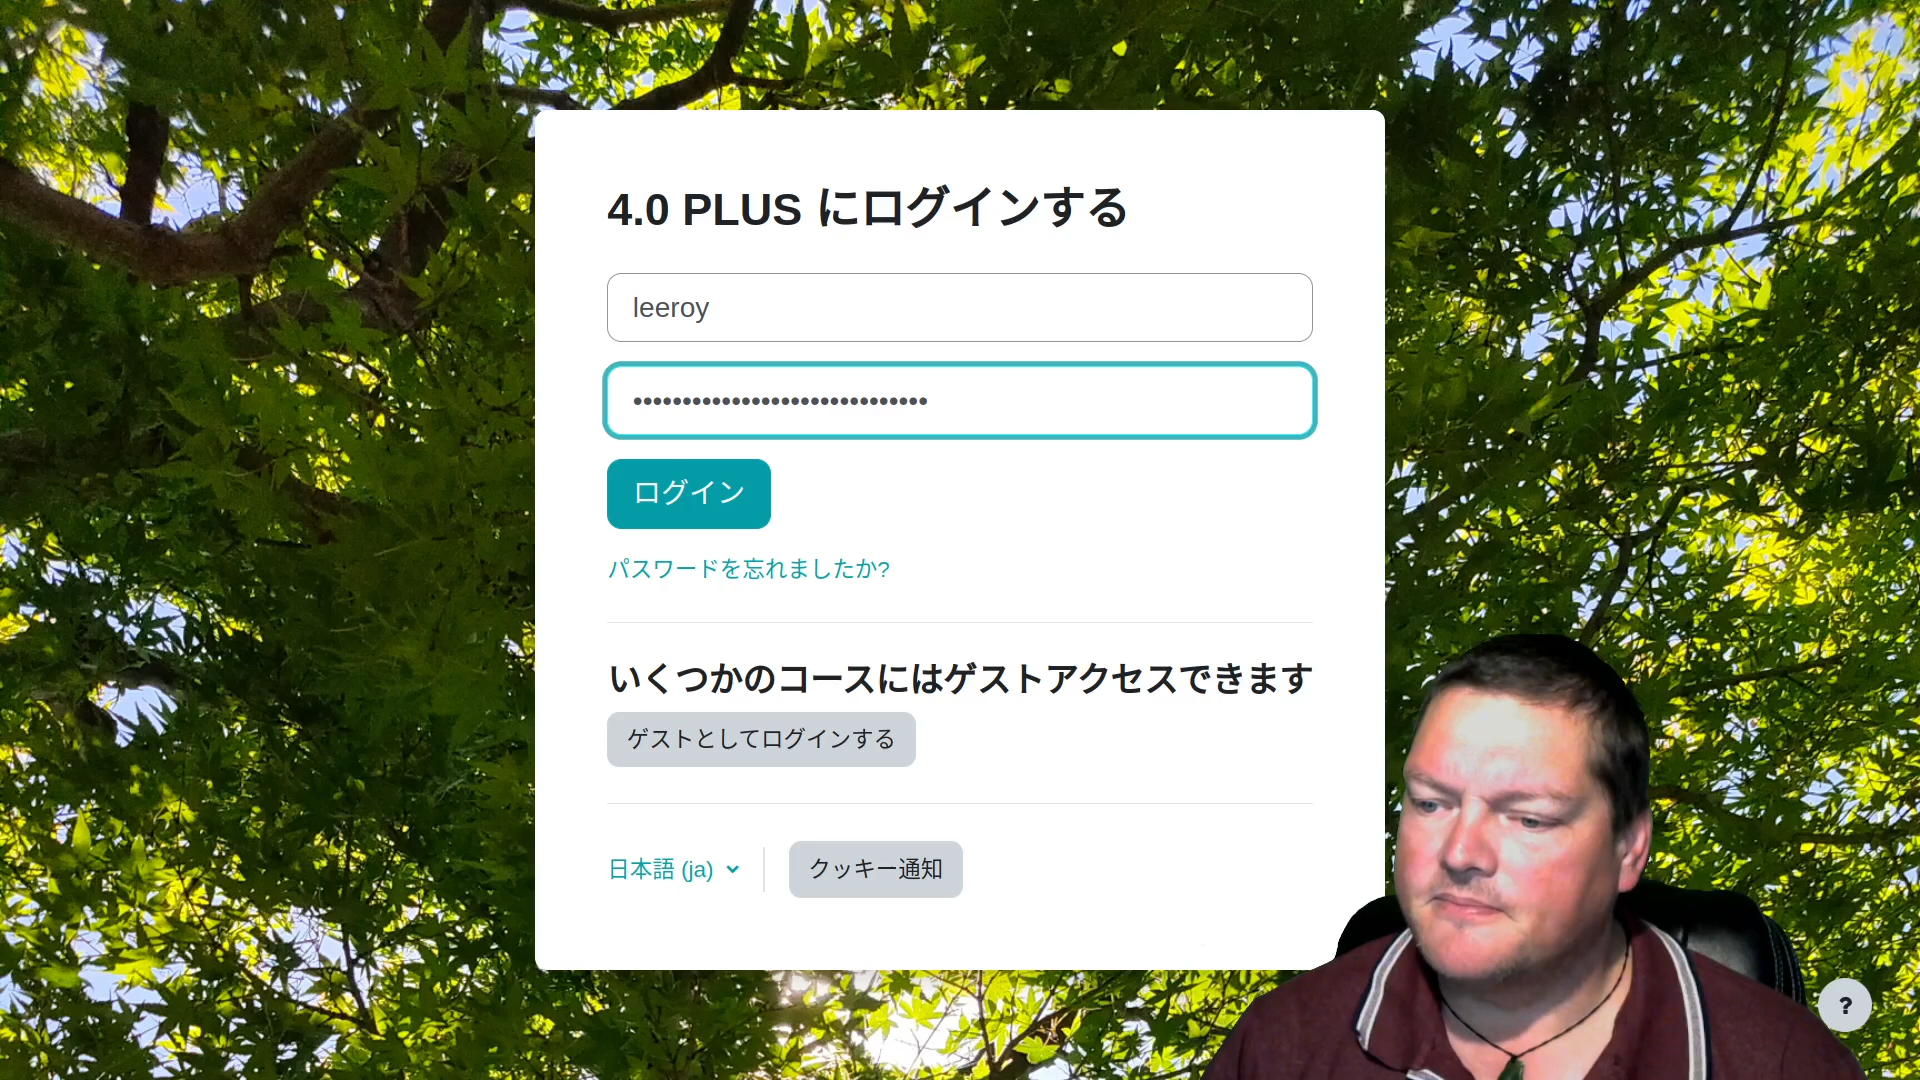 4.0 PLUS にログインする
leeroy
••••••••••••••••••••••••••••••
ログイン
パスワードを忘れましたか?
いくつかのコースにはゲストアクセスできます
ゲストとしてログインする
日本語 (ja)
クッキー通知
?